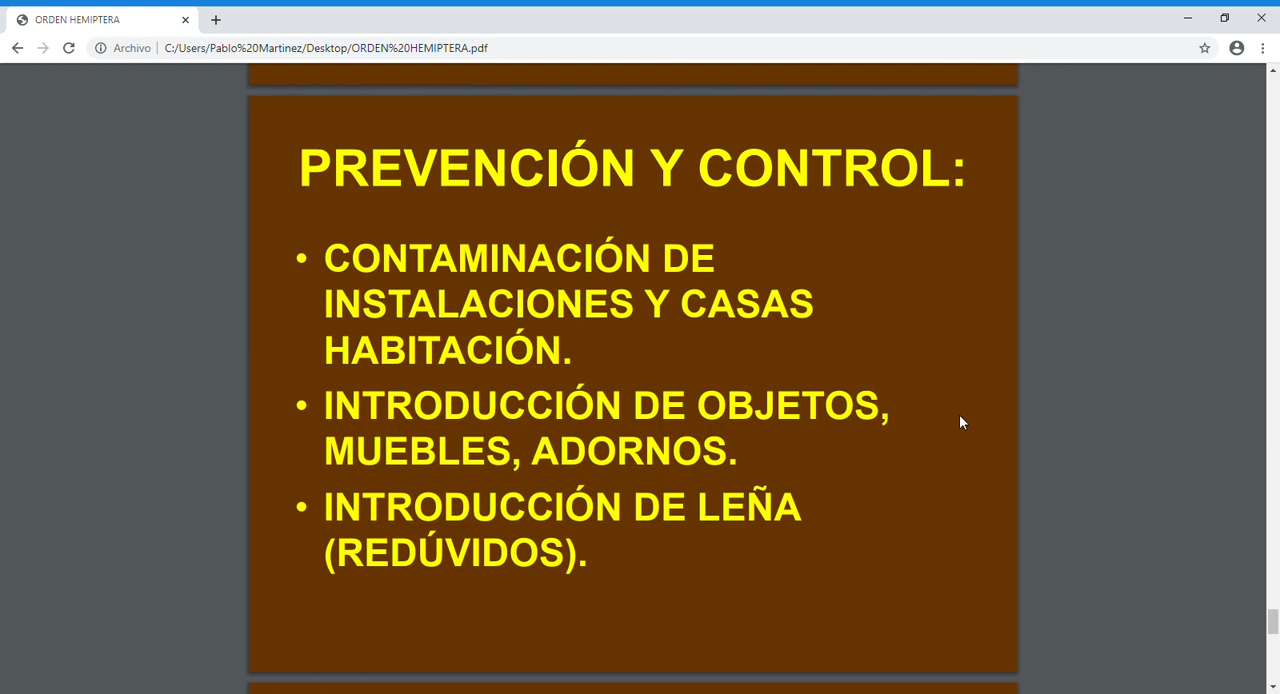 ORDEN HEMIPTERA
Archivo C:/Users/Pablo%20Martinez/Desktop/ORDEN%20HEMIPTERA.pdf
PREVENCIÓN Y CONTROL:
• CONTAMINACIÓN DE
INSTALACIONES Y CASAS
HABITACIÓN.
• INTRODUCCIÓN DE OBJETOS,
MUEBLES, ADORNOS.
• INTRODUCCIÓN DE LEÑA
(REDÚVIDOS).